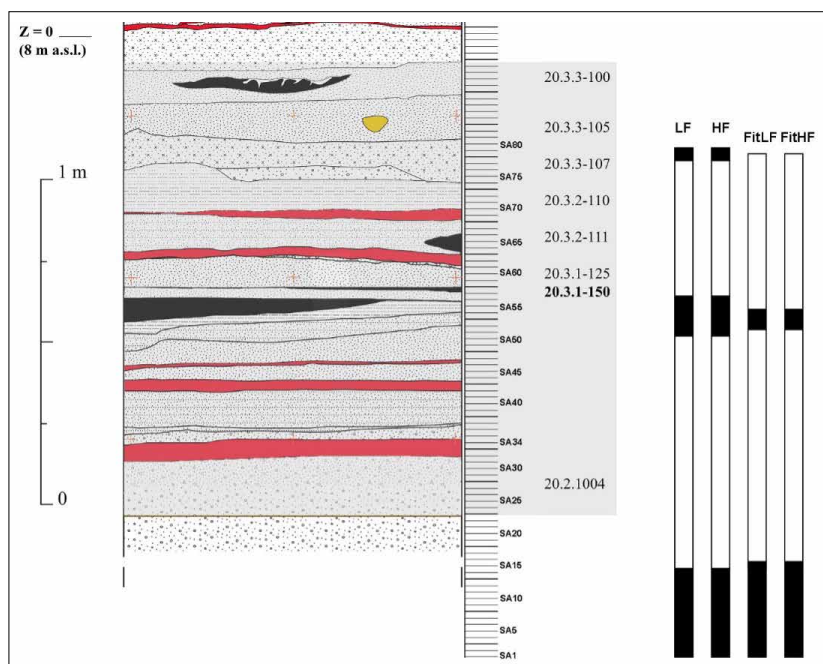 Z = 0
(8 m a.s.l.)
1 m
0
SA80
SA75
SA70
SA65
SA60
SA55
SA50
SA45
SA40
SA34
SA30
SA25
SA20
SA15
SA10
SA5
SA1
20.3.3-100
20.3.3-105
20.3.3-107
20.3.2-110
20.3.2-111
20.3.1-125
20.3.1-150
20.2.1004
LF HF FitLF FitHF